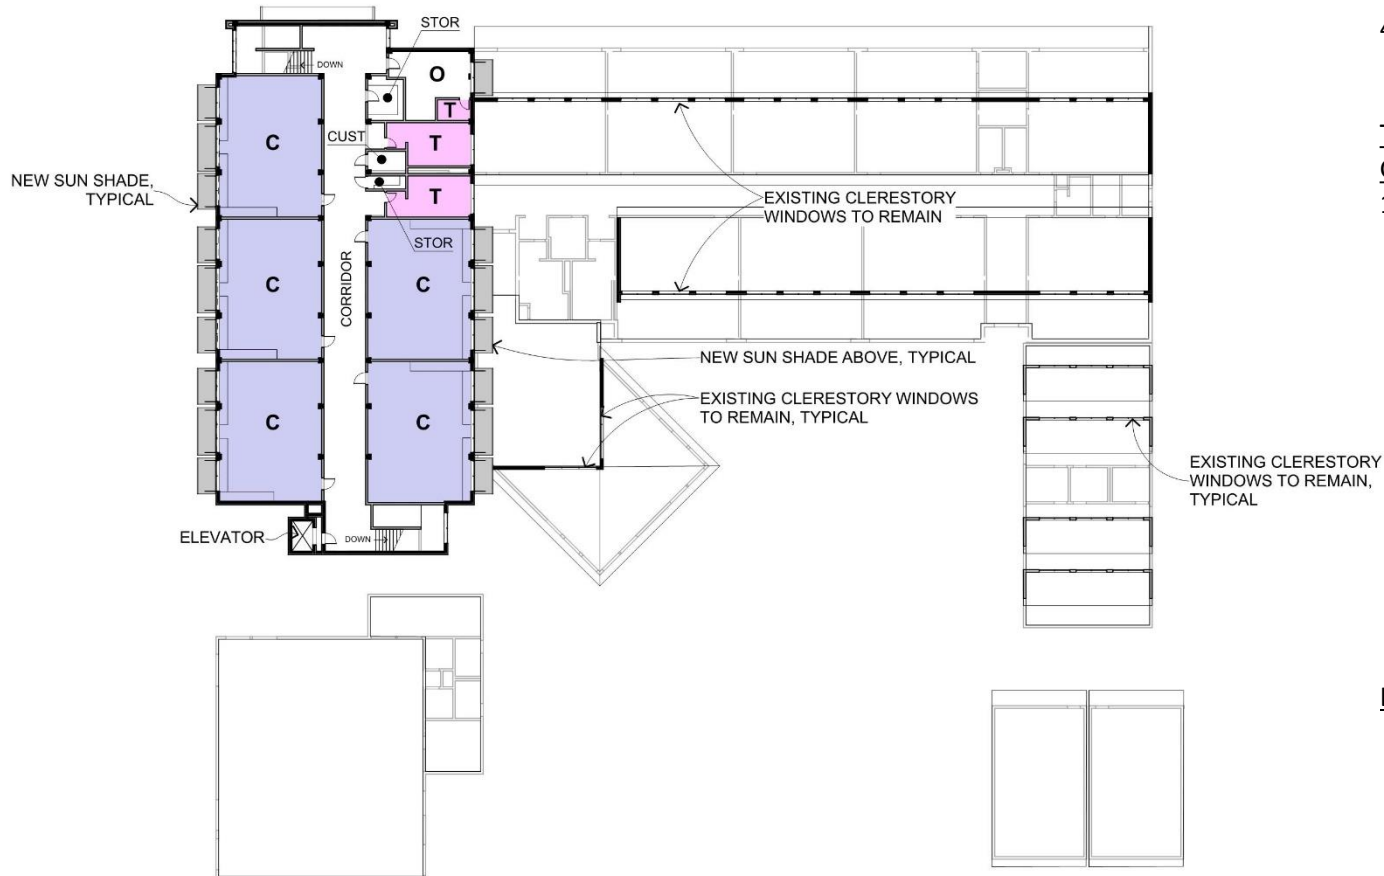 STOR
DOWN
O
T
C
CUST
T
NEW SUN SHADE,
TYPICAL
T
EXISTING CLERESTORY
WINDOWS TO REMAIN
STOR
CORRIDOR
C
C
NEW SUN SHADE ABOVE, TYPICAL
EXISTING CLERESTORY WINDOWS
TO REMAIN, TYPICAL
C
C
EXISTING CLERESTORY
WINDOWS TO REMAIN,
TYPICAL
ELEVATOR
DOWN